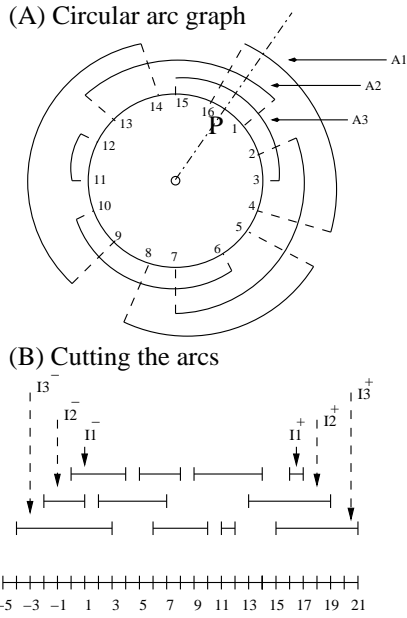 (A) Circular arc graph
A1
A2
A3
14
15
16
P
1
13
12
2
11
3
10
4
9
5
8
7
6
(B) Cutting the arcs
I3⁻
I3⁺
I2⁻
I2⁺
I1⁻
I1⁺
-5 -3 -1 1 3 5 7 9 11 13 15 17 19 21